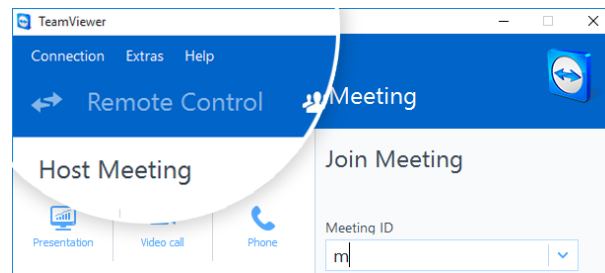 TeamViewer
Connection Extras Help
Remote Control
Meeting
Host Meeting
Join Meeting
Presentation
Video call
Phone
Meeting ID
m